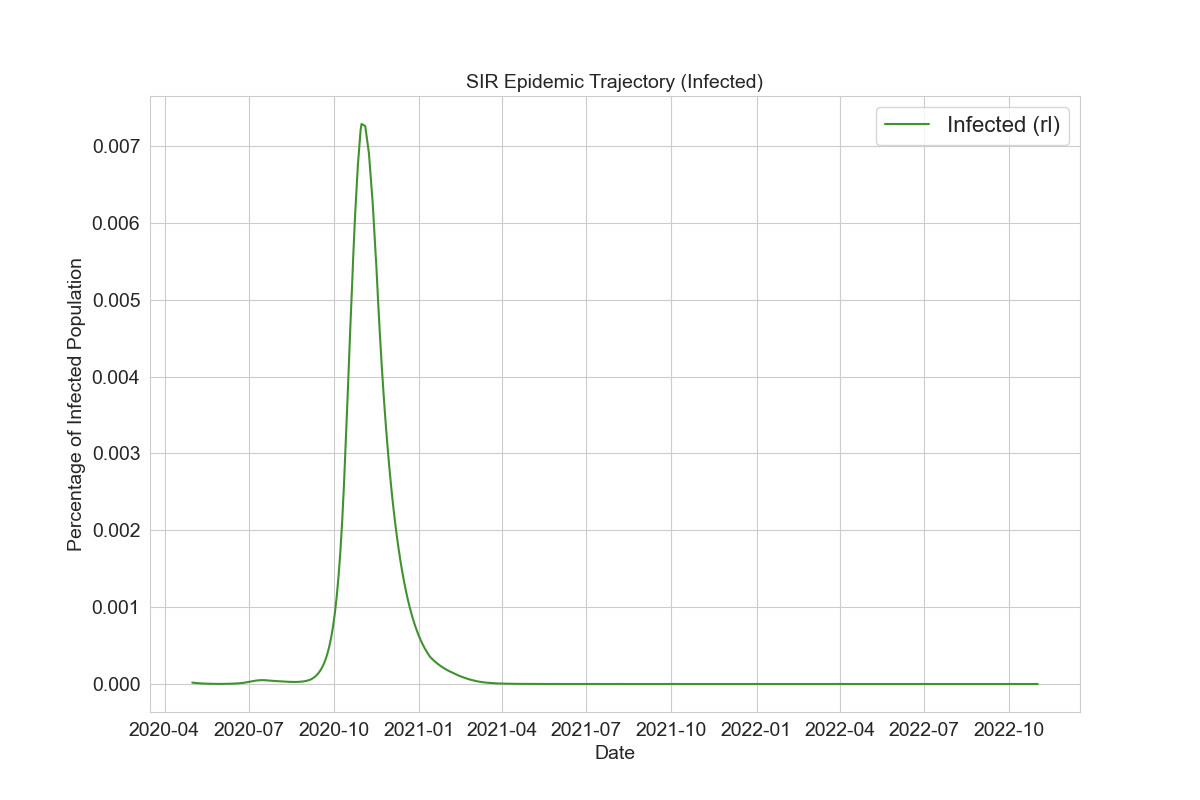 SIR Epidemic Trajectory (Infected)
Infected (rl)
Percentage of Infected Population
0.007
0.006
0.005
0.004
0.003
0.002
0.001
0.000
2020-04 2020-07 2020-10 2021-01 2021-04 2021-07 2021-10 2022-01 2022-04 2022-07 2022-10
Date